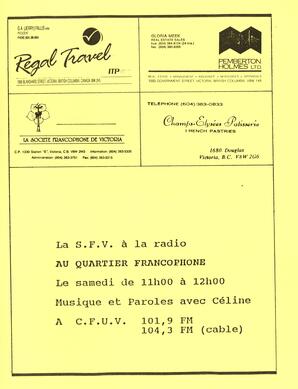 Regal Travel
ITP
GLORIA MEEK
REAL ESTATE SALES
PEMBERTON
HOLMES LTD.
TELEPHONE (604) 383-0833
Champs-Elysées Patisserie
FRENCH PASTRIES
1680 Douglas
Victoria, B.C. V8W 2G6
LA SOCIÉTÉ FRANCOPHONE DE VICTORIA
La S.F.V. à la radio
AU QUARTIER FRANCOPHONE
Le samedi de 11h00 à 12h00
Musique et Paroles avec Céline
A C.F.U.V. 101,9 FM
104,3 FM (cable)